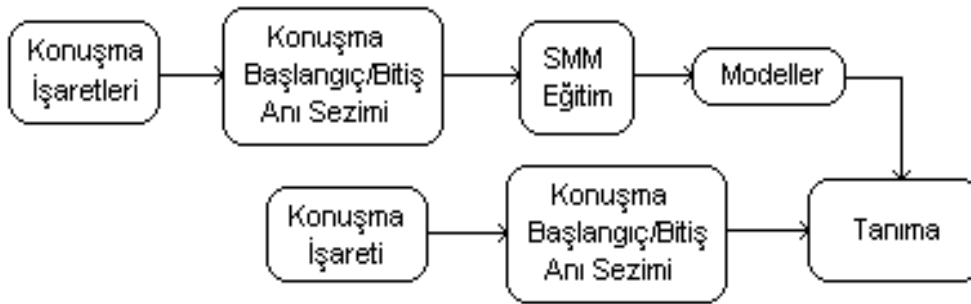 Konuşma
İşaretleri
Konuşma
Başlangıç/Bitiş
Anı Sezimi
SMM
Eğitim
Modeller
Konuşma
İşareti
Konuşma
Başlangıç/Bitiş
Anı Sezimi
Tanıma